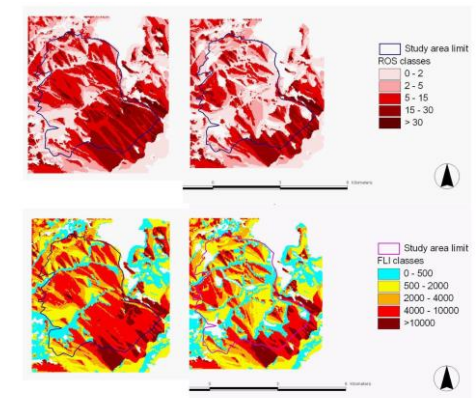 Study area limit
ROS classes
0 - 2
2 - 5
5 - 15
15 - 30
> 30
Study area limit
FLI classes
0 - 500
500 - 2000
2000 - 4000
4000 - 10000
>10000